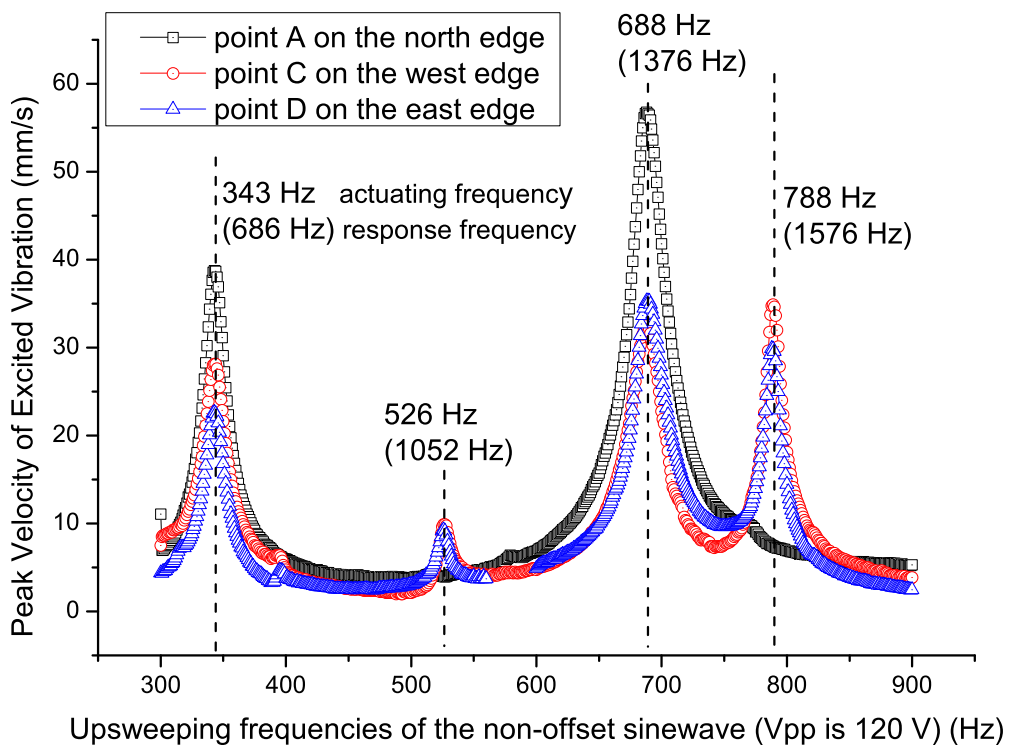 point A on the north edge
point C on the west edge
point D on the east edge
688 Hz
(1376 Hz)
343 Hz actuating frequency
(686 Hz) response frequency
788 Hz
(1576 Hz)
526 Hz
(1052 Hz)
Peak Velocity of Excited Vibration (mm/s)
60
50
40
30
20
10
0
300 400 500 600 700 800 900
Upsweeping frequencies of the non-offset sinewave (Vpp is 120 V) (Hz)